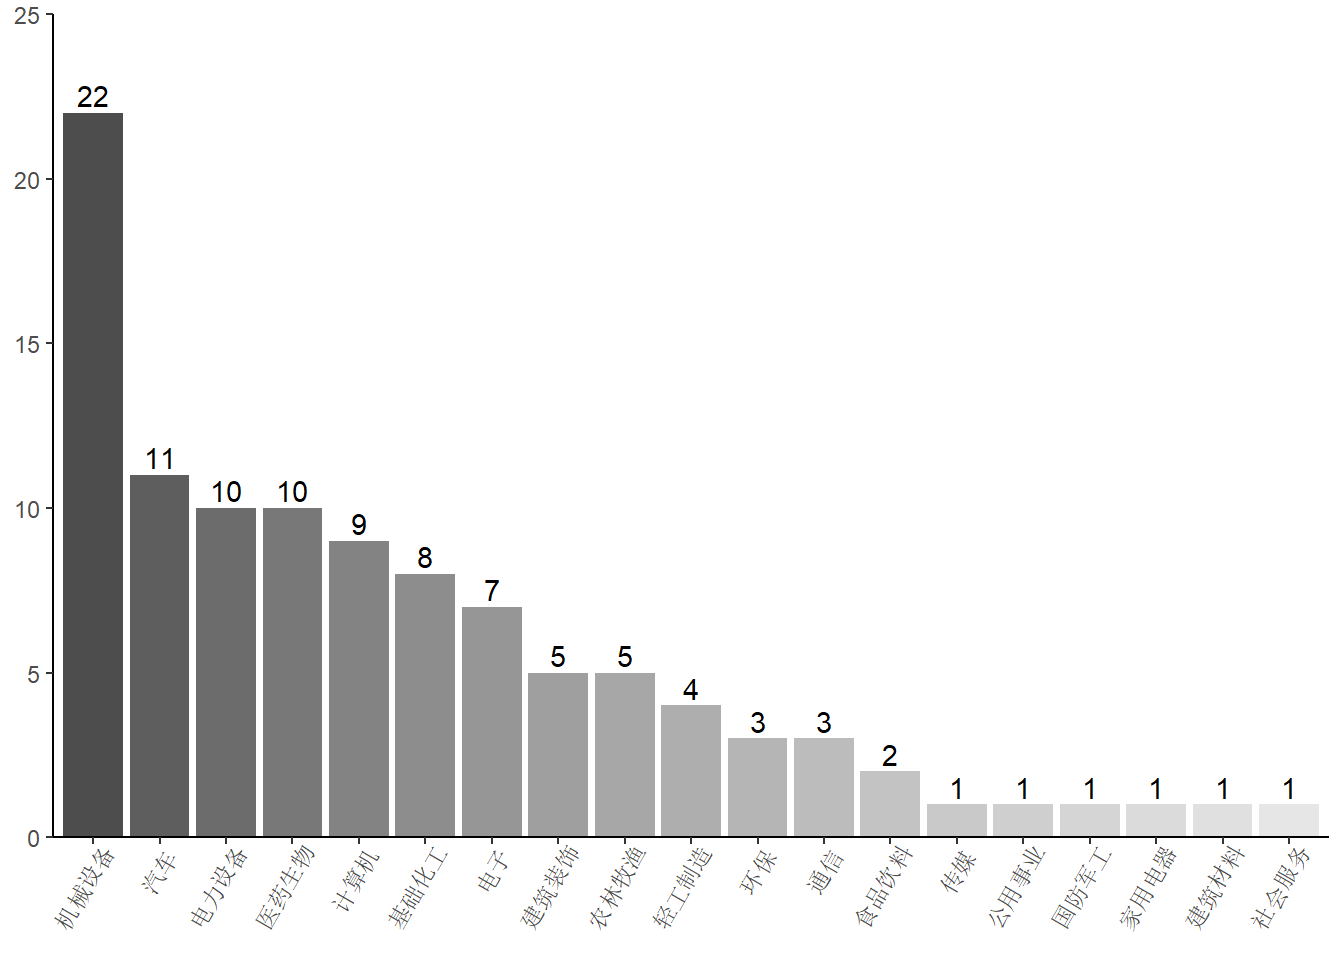 25
20
15
10
5
0
22
11
10
10
9
8
7
5
5
4
3
3
2
1
1
1
1
1
1
机械设备
汽车
电力设备
医药生物
计算机
基础化工
电子
建筑装饰
农林牧渔
轻工制造
环保
通信
食品饮料
传媒
公用事业
国防军工
家用电器
建筑材料
社会服务